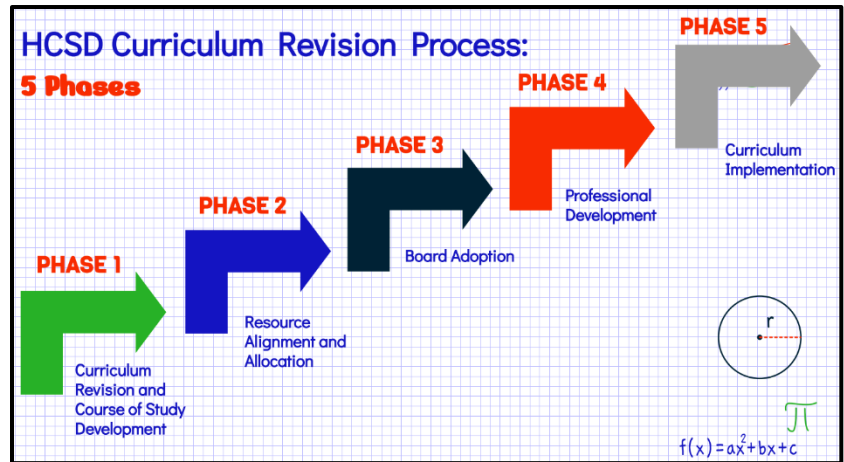 HCSD Curriculum Revision Process:
5 Phases
PHASE 1
Curriculum
Revision and
Course of Study
Development
PHASE 2
Resource
Alignment and
Allocation
PHASE 3
Board Adoption
PHASE 4
Professional
Development
PHASE 5
Curriculum
Implementation
r
π
f(x)=ax²+bx+c